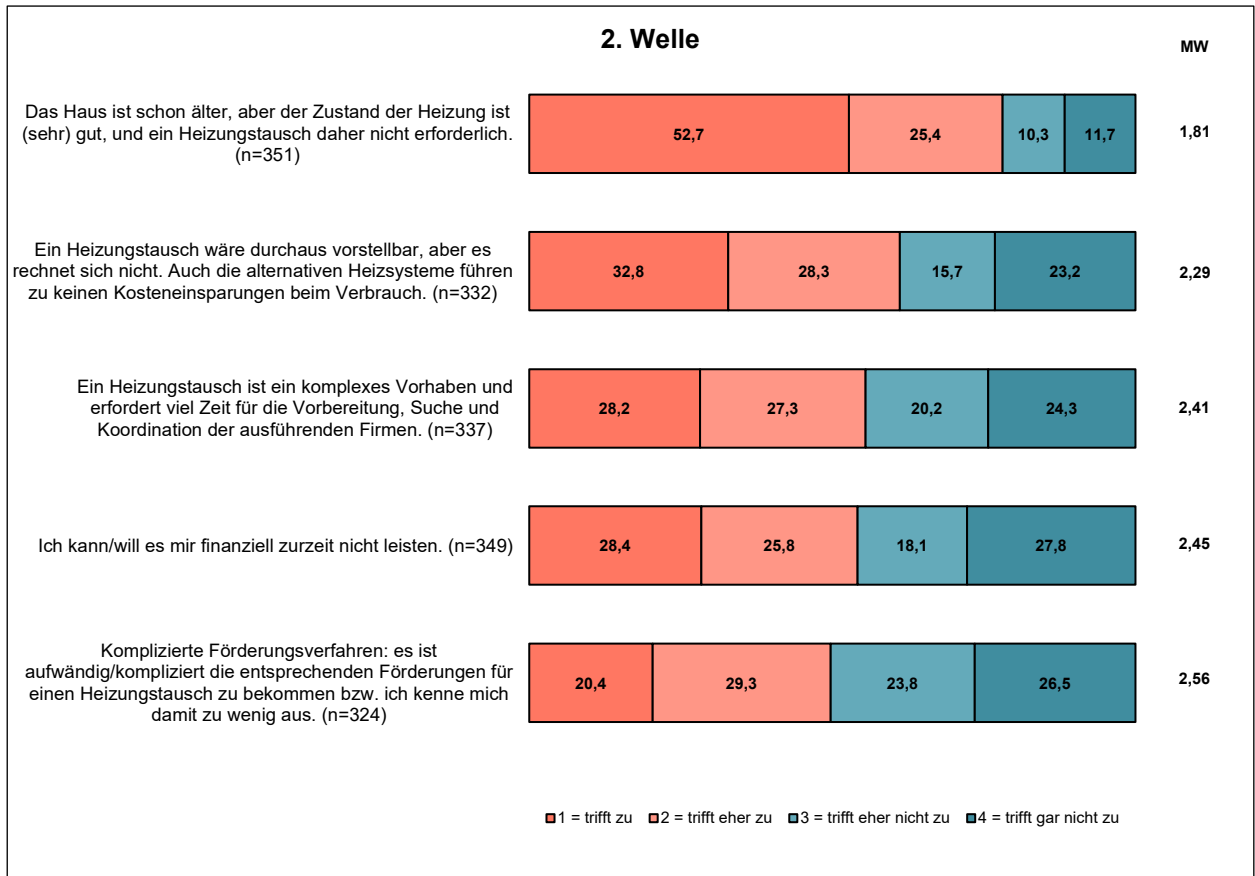 2. Welle
MW
Das Haus ist schon älter, aber der Zustand der Heizung ist
(sehr) gut, und ein Heizungstausch daher nicht erforderlich.
(n=351)
52,7 25,4 10,3 11,7 1,81
Ein Heizungstausch wäre durchaus vorstellbar, aber es
rechnet sich nicht. Auch die alternativen Heizsysteme führen
zu keinen Kosteneinsparungen beim Verbrauch. (n=332)
32,8 28,3 15,7 23,2 2,29
Ein Heizungstausch ist ein komplexes Vorhaben und
erfordert viel Zeit für die Vorbereitung, Suche und
Koordination der ausführenden Firmen. (n=337)
28,2 27,3 20,2 24,3 2,41
Ich kann/will es mir finanziell zurzeit nicht leisten. (n=349)
28,4 25,8 18,1 27,8 2,45
Komplizierte Förderungsverfahren: es ist
aufwändig/kompliziert die entsprechenden Förderungen für
einen Heizungstausch zu bekommen bzw. ich kenne mich
damit zu wenig aus. (n=324)
20,4 29,3 23,8 26,5 2,56
1 = trifft zu 2 = trifft eher zu 3 = trifft eher nicht zu 4 = trifft gar nicht zu